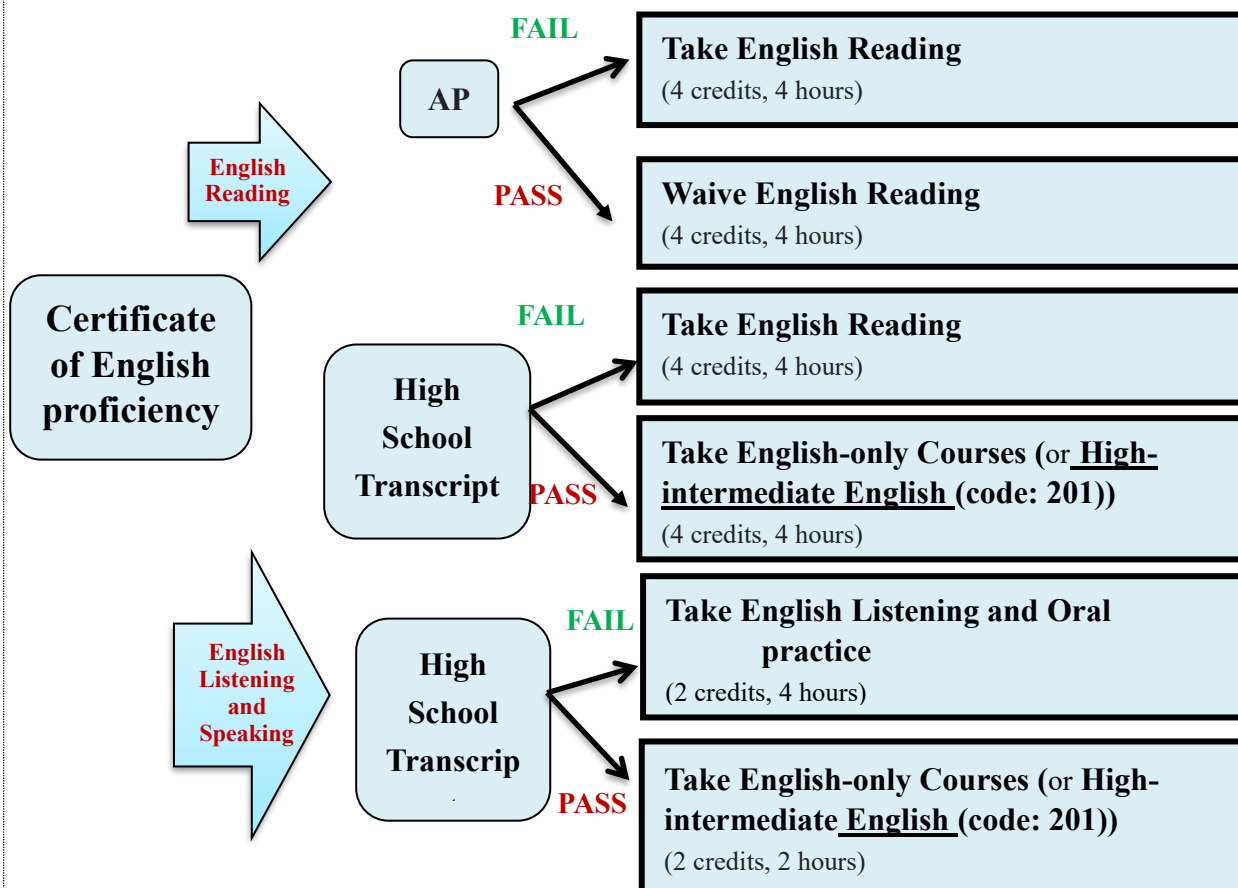 FAIL
Take English Reading
(4 credits, 4 hours)
AP
English
Reading
PASS
Waive English Reading
(4 credits, 4 hours)
Certificate
of English
proficiency
FAIL
Take English Reading
(4 credits, 4 hours)
High
School
Transcript
PASS
Take English-only Courses (or High-
intermediate English (code: 201))
(4 credits, 4 hours)
English
Listening
and
Speaking
FAIL
Take English Listening and Oral
practice
(2 credits, 4 hours)
High
School
Transcrip
PASS
Take English-only Courses (or High-
intermediate English (code: 201))
(2 credits, 2 hours)